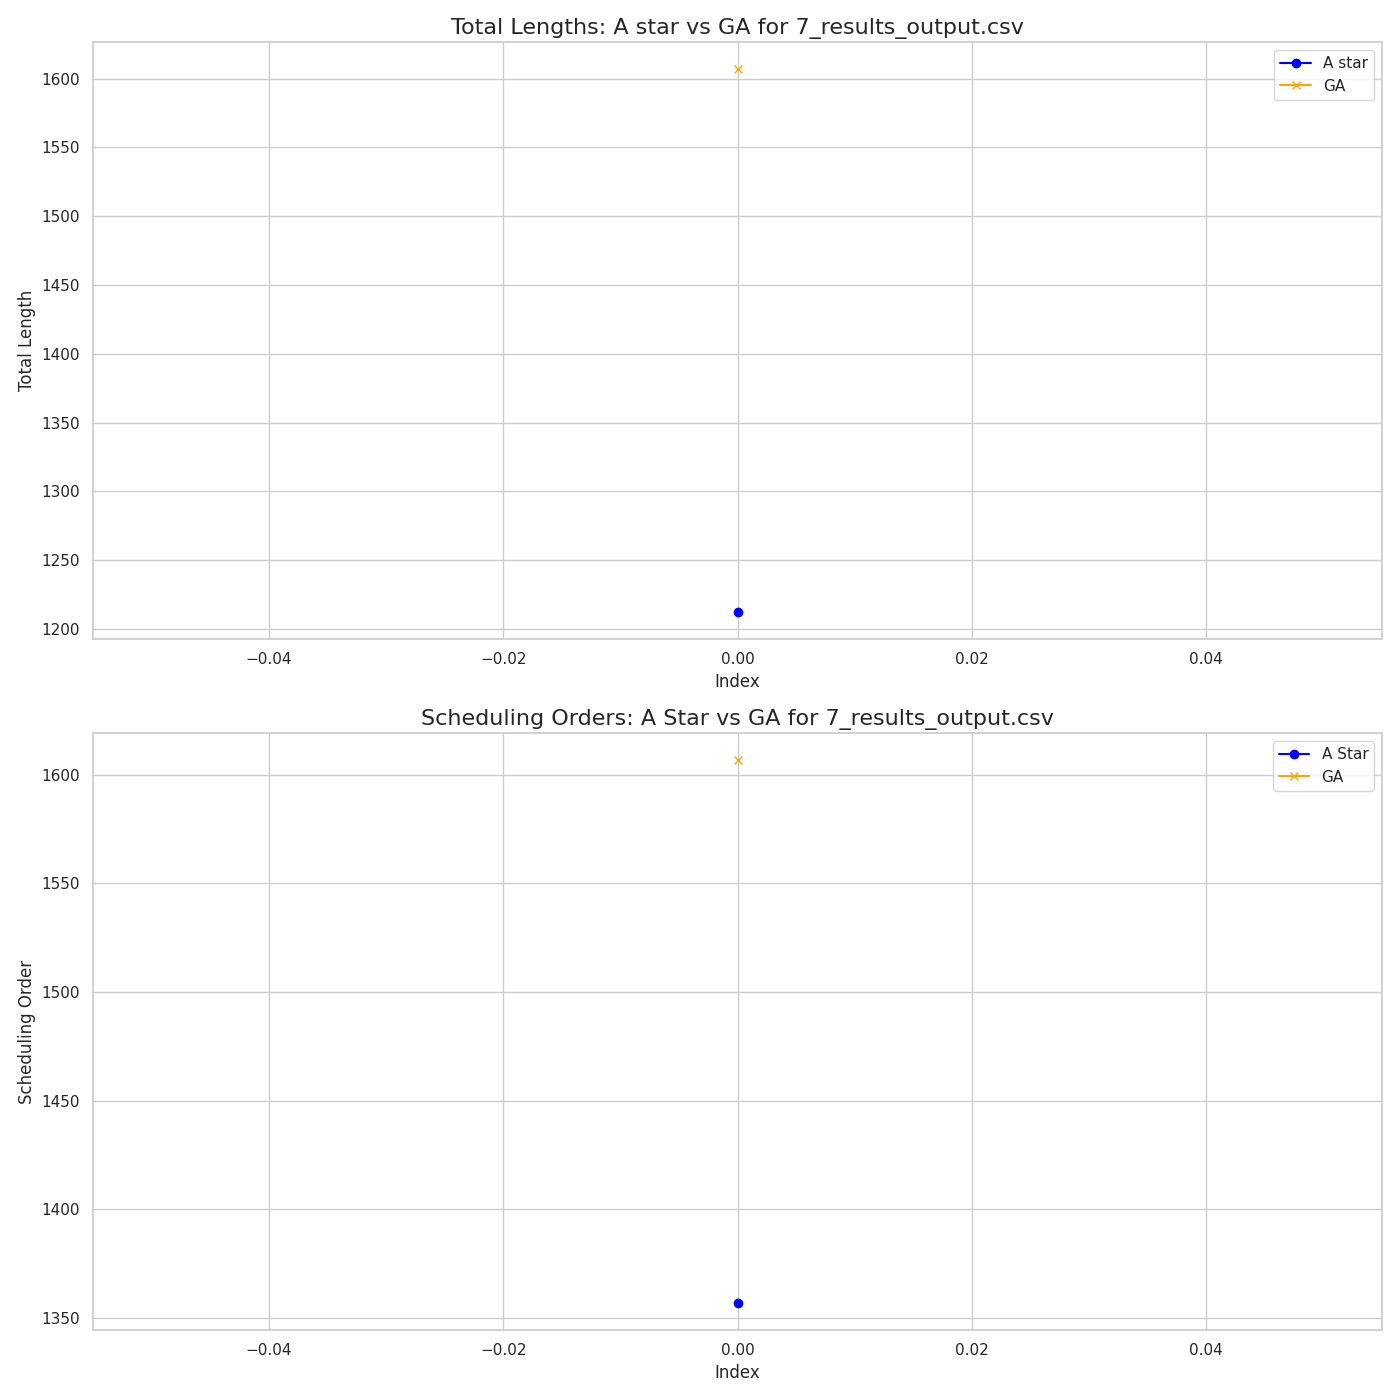 Total Lengths: A star vs GA for 7_results_output.csv
A star
GA
1600
1550
1500
1450
1400
1350
1300
1250
1200
Total Length
−0.04
−0.02
0.00
0.02
0.04
Index
Scheduling Orders: A Star vs GA for 7_results_output.csv
A Star
GA
1600
1550
1500
1450
1400
1350
Scheduling Order
−0.04
−0.02
0.00
0.02
0.04
Index